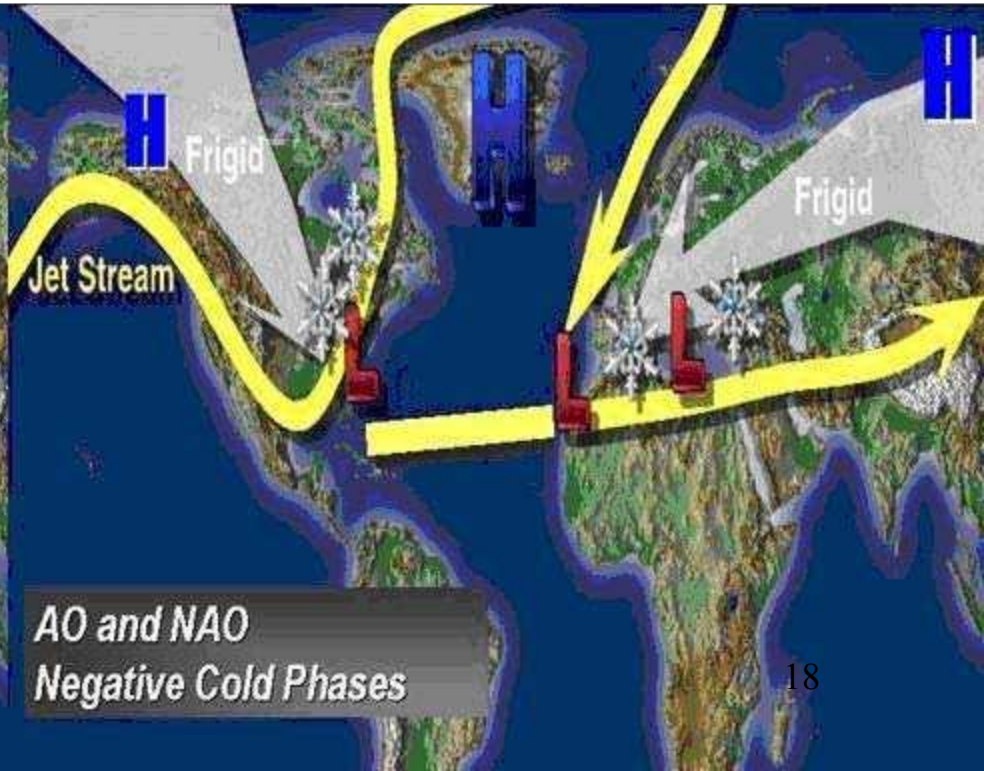 H
H
H
Frigid
Frigid
Jet Stream
L
L
L
AO and NAO
Negative Cold Phases
18